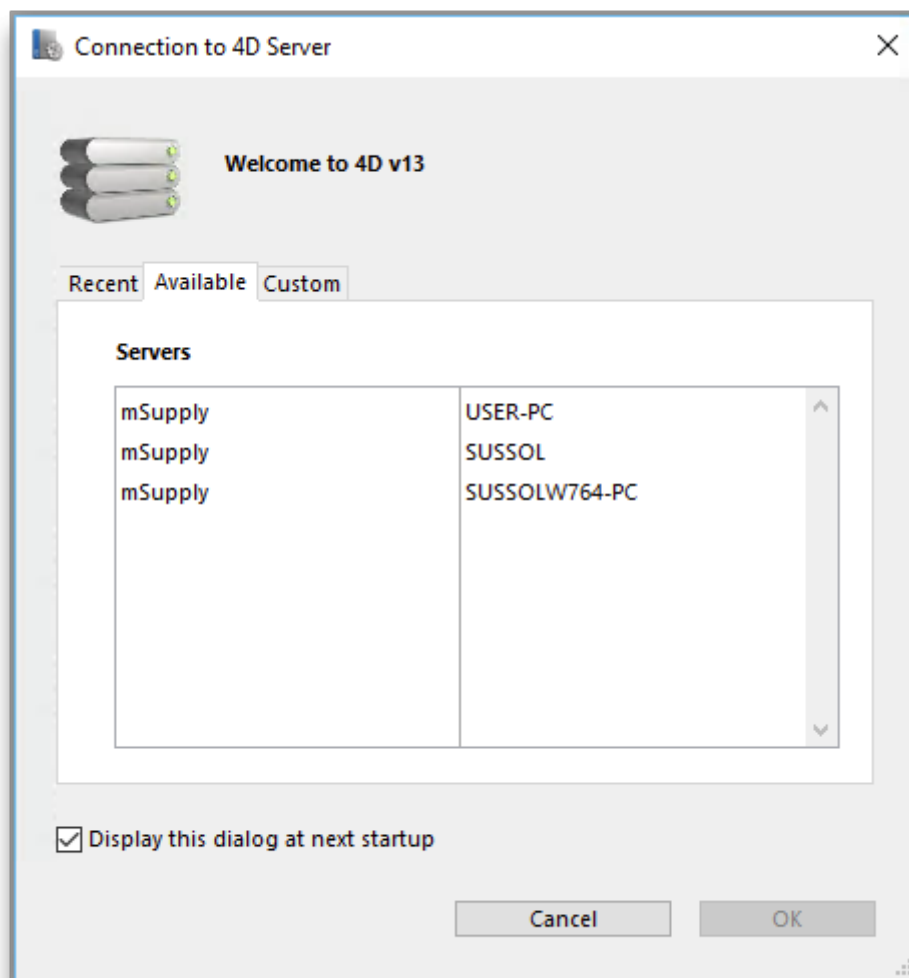 Connection to 4D Server
Welcome to 4D v13
Recent Available Custom
Servers
mSupply USER-PC
mSupply SUSSOL
mSupply SUSSOLW764-PC
Display this dialog at next startup
Cancel OK